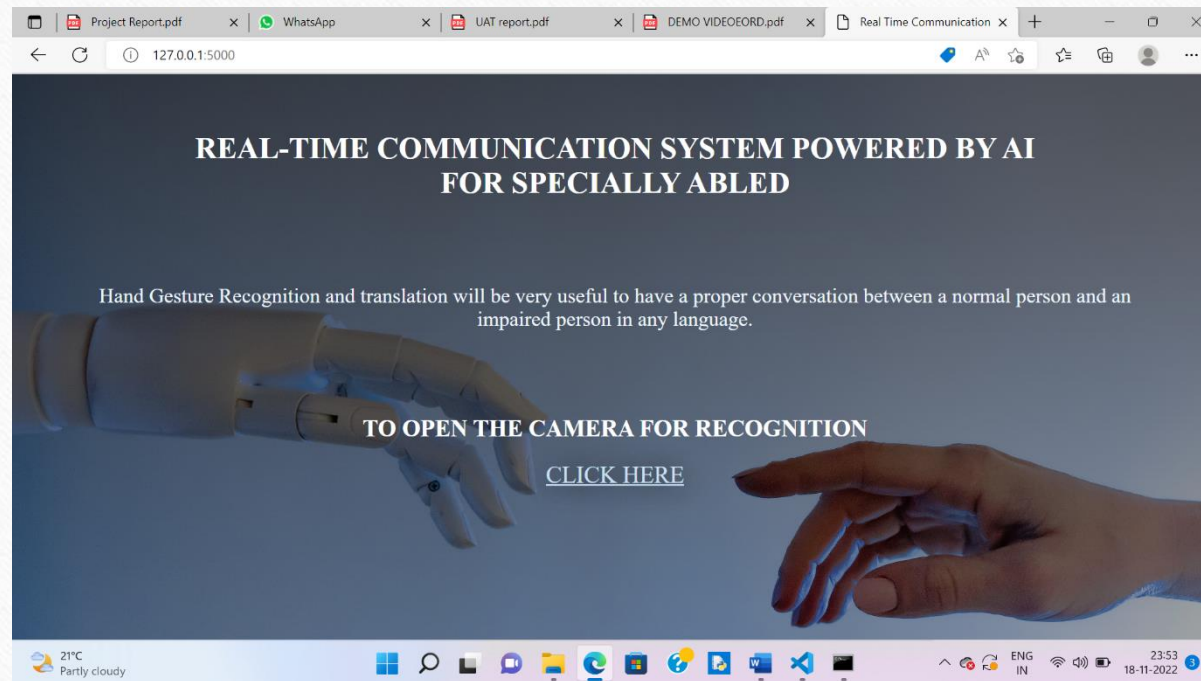 Project Report.pdf
WhatsApp
UAT report.pdf
DEMO VIDEOEORD.pdf
Real Time Communication
127.0.0.1:5000
REAL-TIME COMMUNICATION SYSTEM POWERED BY AI
FOR SPECIALLY ABLED
Hand Gesture Recognition and translation will be very useful to have a proper conversation between a normal person and an
impaired person in any language.
TO OPEN THE CAMERA FOR RECOGNITION
CLICK HERE
21°C
Partly cloudy
ENG
IN
23:53
18-11-2022
3